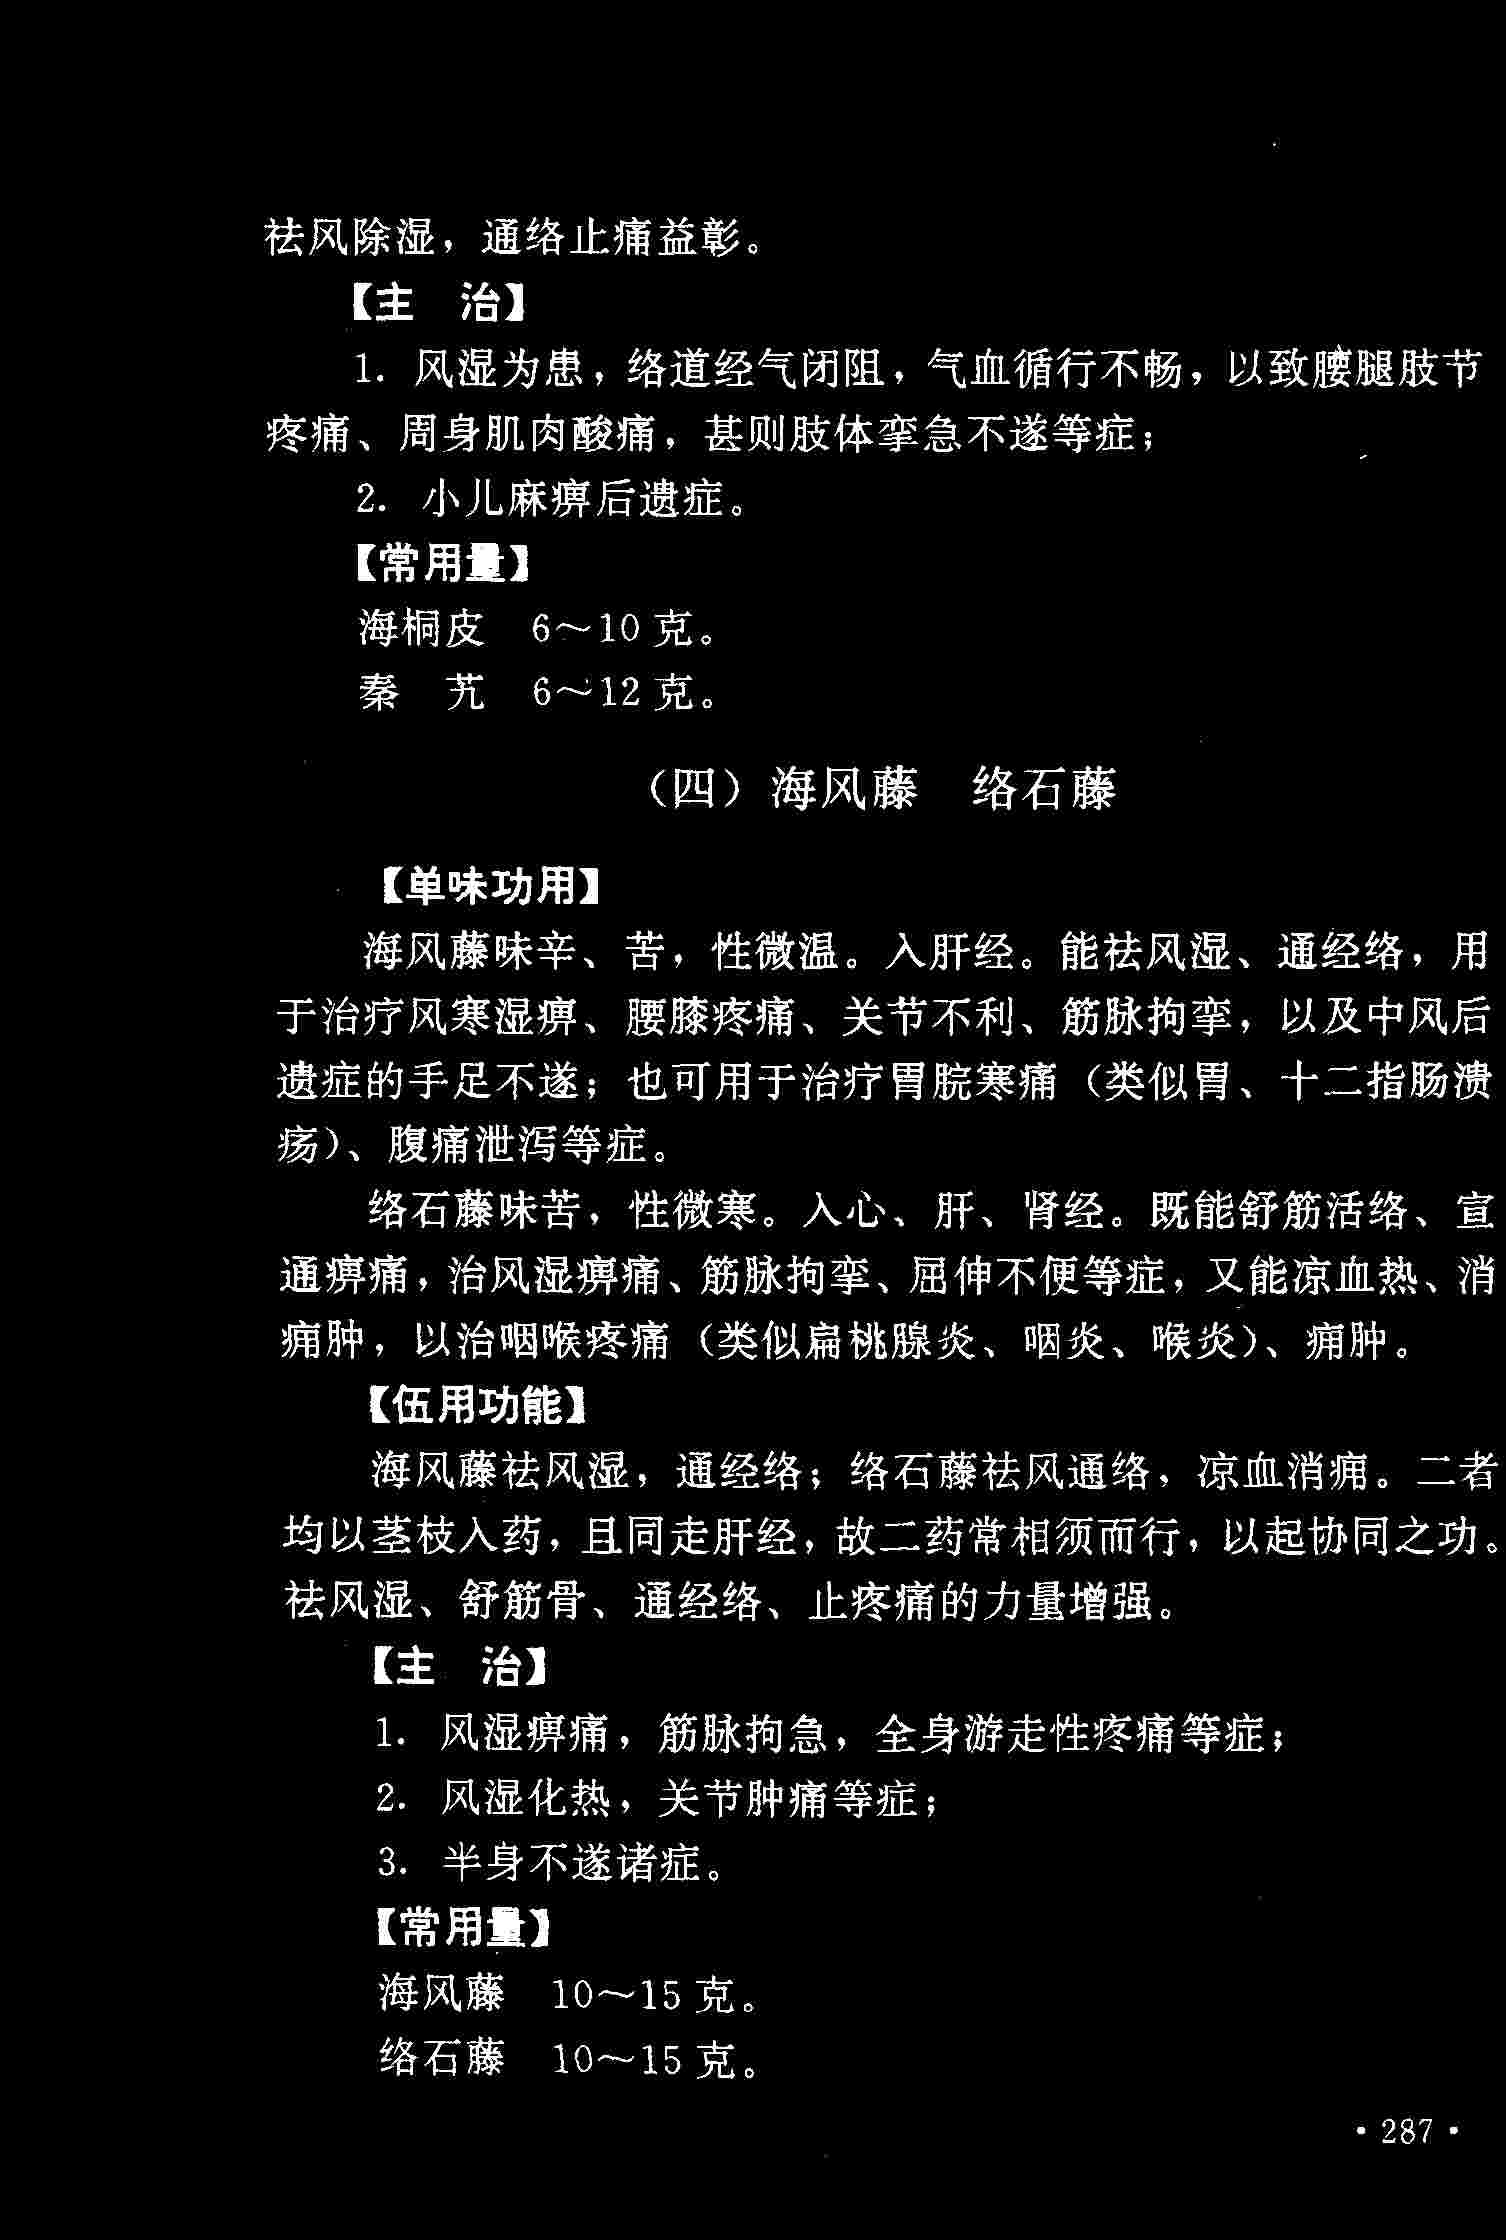 祛风除湿，通络止痛益彰。
【主　治】
1. 风湿为患，络道经气闭阻，气血循行不畅，以致腰腿肢节
疼痛、周身肌肉酸痛，甚则肢体挛急不遂等症；
2. 小儿麻痹后遗症。
【常用量】
海桐皮　6～10 克。
秦　艽　6～12 克。
（四）海风藤　络石藤
【单味功用】
海风藤味辛、苦，性微温。入肝经。能祛风湿、通经络，用
于治疗风寒湿痹、腰膝疼痛、关节不利、筋脉拘挛，以及中风后
遗症的手足不遂；也可用于治疗胃脘寒痛（类似胃、十二指肠溃
疡）、腹痛泄泻等症。
络石藤味苦，性微寒。入心、肝、肾经。既能舒筋活络、宣
通痹痛，治风湿痹痛、筋脉拘挛、屈伸不便等症，又能凉血热、消
痈肿，以治咽喉疼痛（类似扁桃腺炎、咽炎、喉炎）、痈肿。
【伍用功能】
海风藤祛风湿，通经络；络石藤祛风通络，凉血消痈。二者
均以茎枝入药，且同走肝经，故二药常相须而行，以起协同之功。
祛风湿、舒筋骨、通经络、止疼痛的力量增强。
【主　治】
1. 风湿痹痛，筋脉拘急，全身游走性疼痛等症；
2. 风湿化热，关节肿痛等症；
3. 半身不遂诸症。
【常用量】
海风藤　10～15 克。
络石藤　10～15 克。
· 287 ·